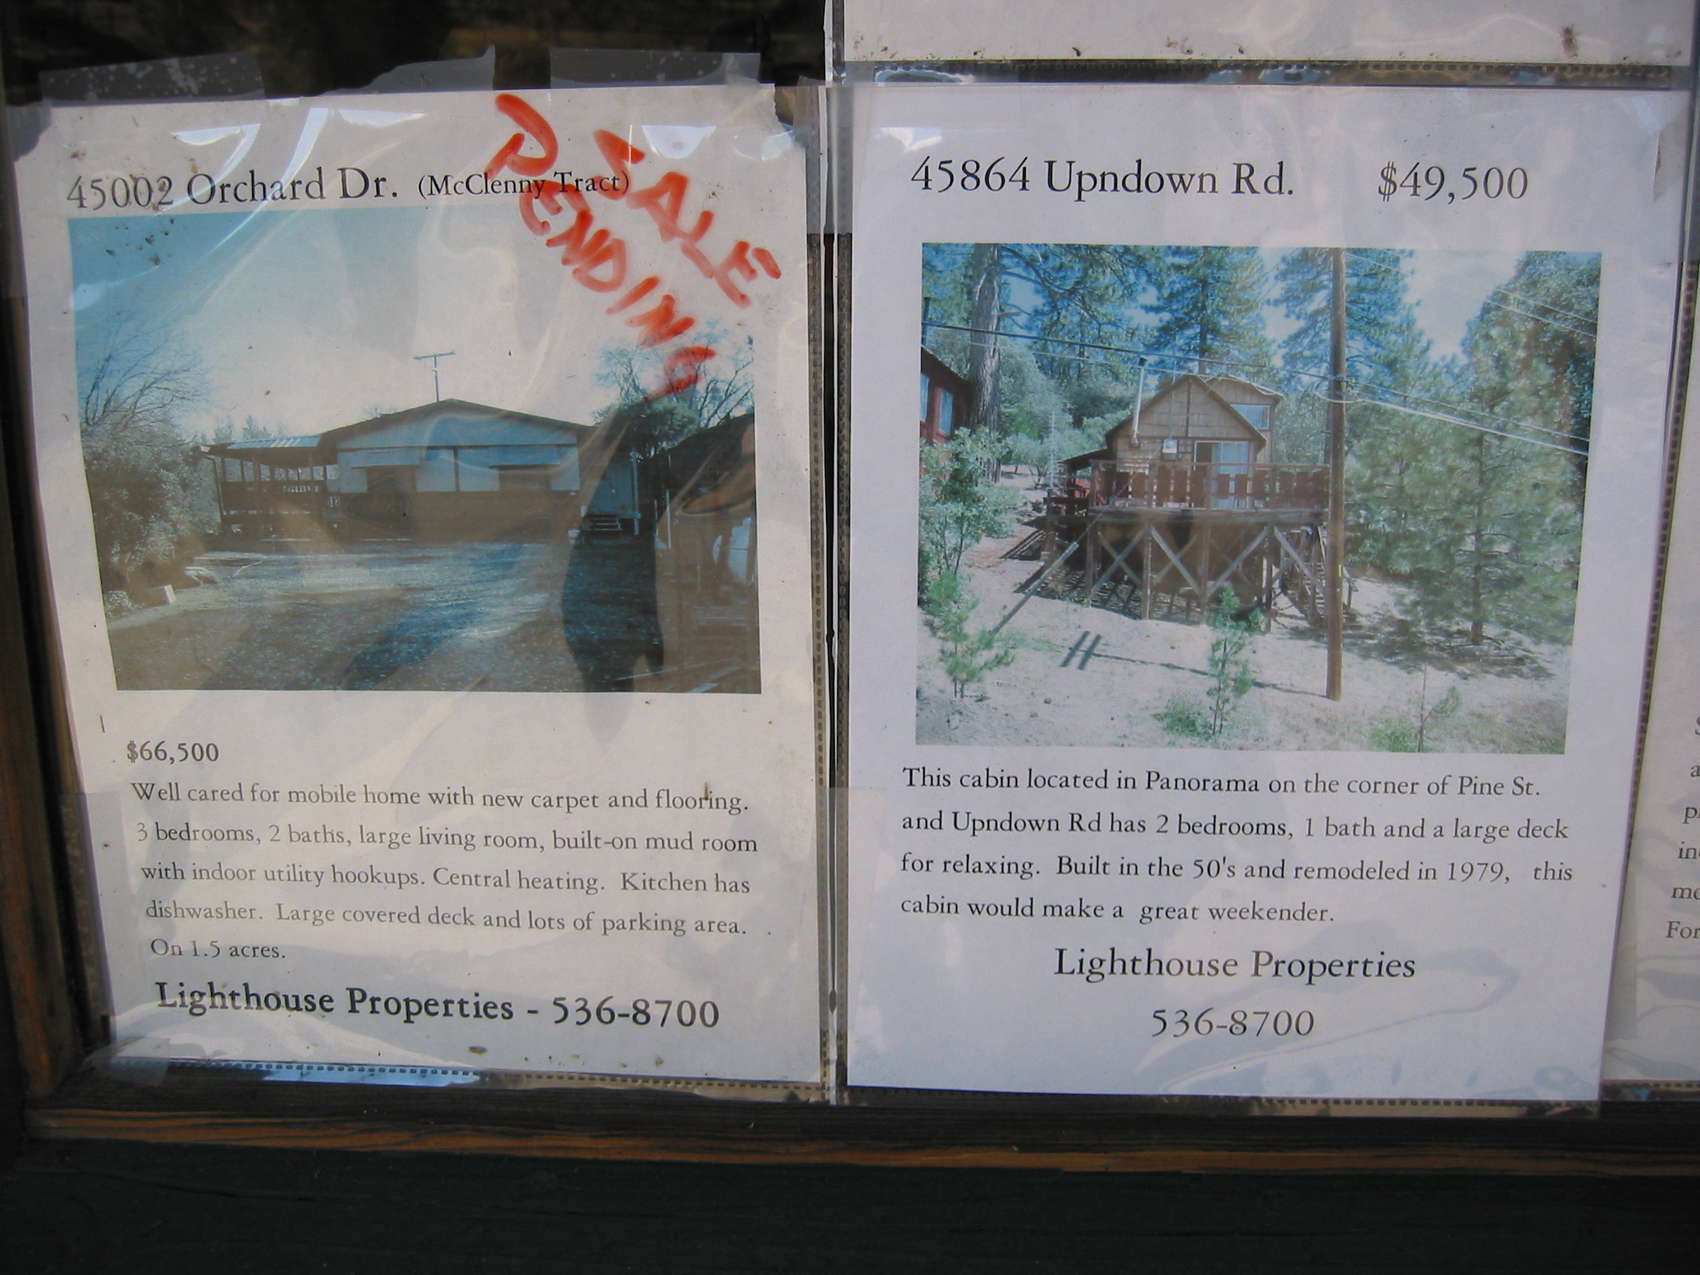 45002 Orchard Dr. (McClenny Tract)
SALE
PENDING
$66,500
Well cared for mobile home with new carpet and flooring.
3 bedrooms, 2 baths, large living room, built-on mud room
with indoor utility hookups. Central heating. Kitchen has
dishwasher. Large covered deck and lots of parking area.
On 1.5 acres.
Lighthouse Properties - 536-8700
45864 Upndown Rd. $49,500
This cabin located in Panorama on the corner of Pine St.
and Upndown Rd has 2 bedrooms, 1 bath and a large deck
for relaxing. Built in the 50's and remodeled in 1979, this
cabin would make a great weekender.
Lighthouse Properties
536-8700
For